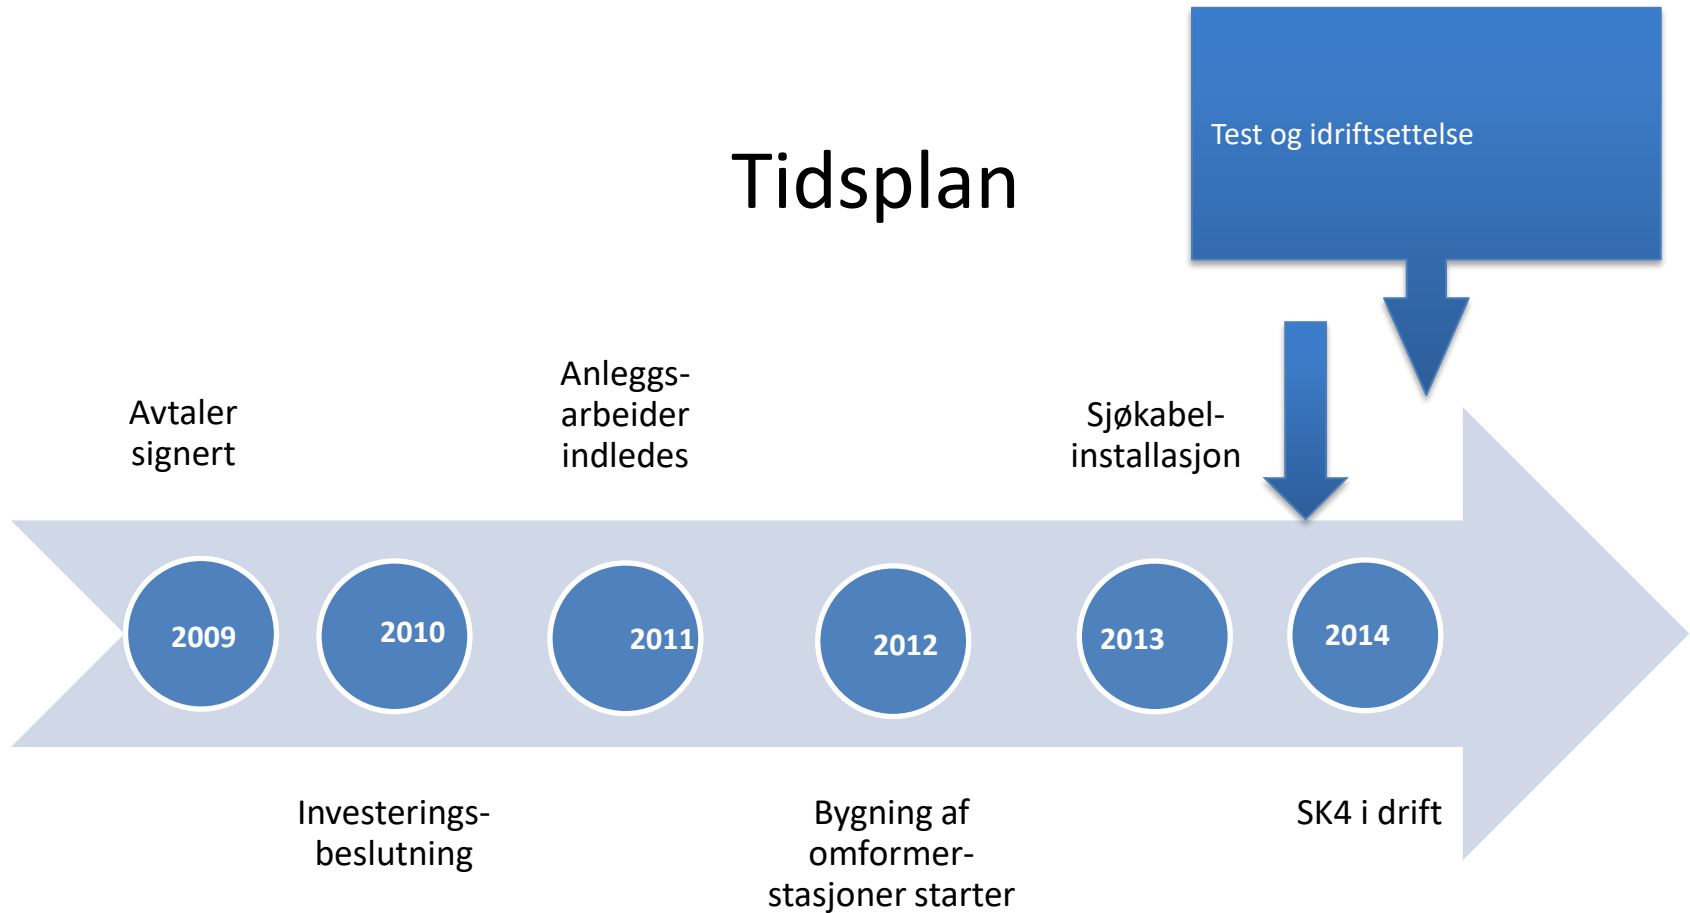 Test og idriftsettelse
Tidsplan
Avtaler
signert
Anleggs-
arbeider
indledes
Sjøkabel-
installasjon
2009
2010
2011
2012
2013
2014
Investerings-
beslutning
Bygning af
omformer-
stasjoner starter
SK4 i drift